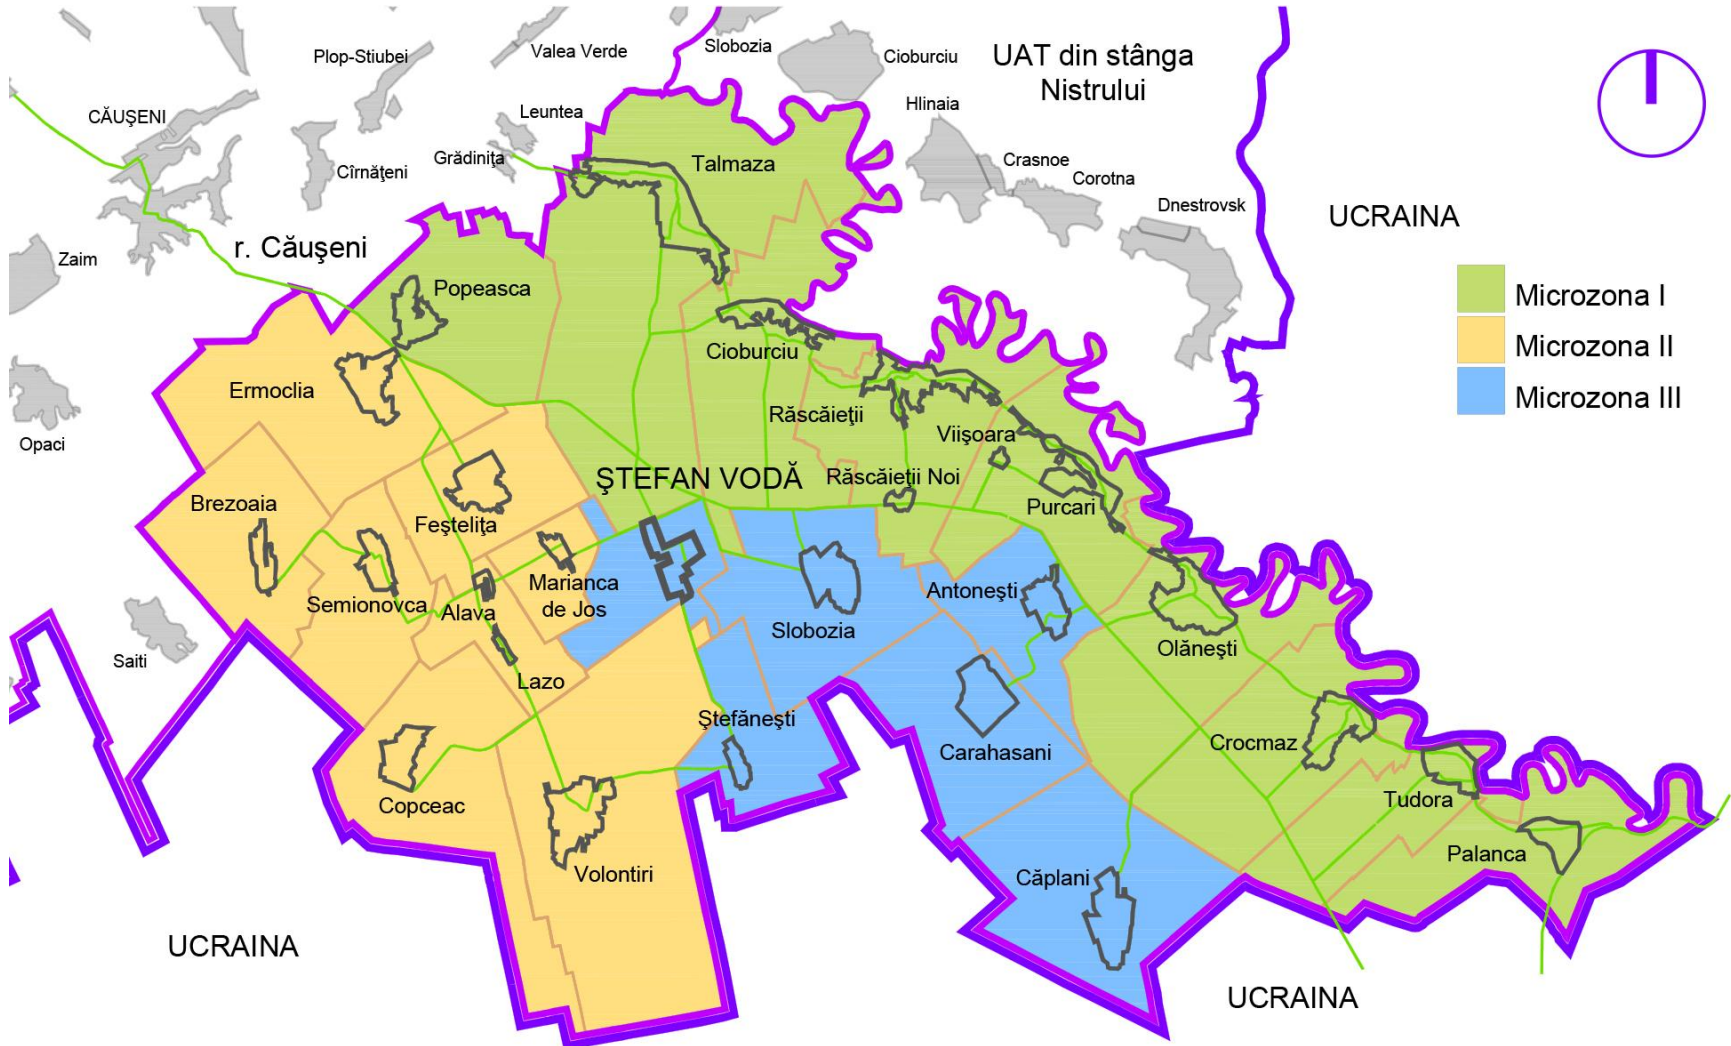 Plop-Stiubei
Valea Verde
Slobozia
Cioburciu
UAT din stânga
Nistrului
CĂUŞENI
Leuntea
Hlinaia
Grădiniţa
Cîrnăţeni
Talmaza
Crasnoe
Corotna
Dnestrovsk
UCRAINA
Zaim
r. Căuşeni
Popeasca
Microzona I
Cioburciu
Microzona II
Ermoclia
Microzona III
Opaci
Răscăieţii
Viişoara
ŞTEFAN VODĂ
Răscăieţii Noi
Brezoaia
Feşteliţa
Purcari
Marianca
de Jos
Semionovca
Alava
Antoneşti
Slobozia
Olăneşti
Saiti
Lazo
Ştefăneşti
Carahasani
Crocmaz
Copceac
Tudora
Volontiri
Căplani
Palanca
UCRAINA
UCRAINA